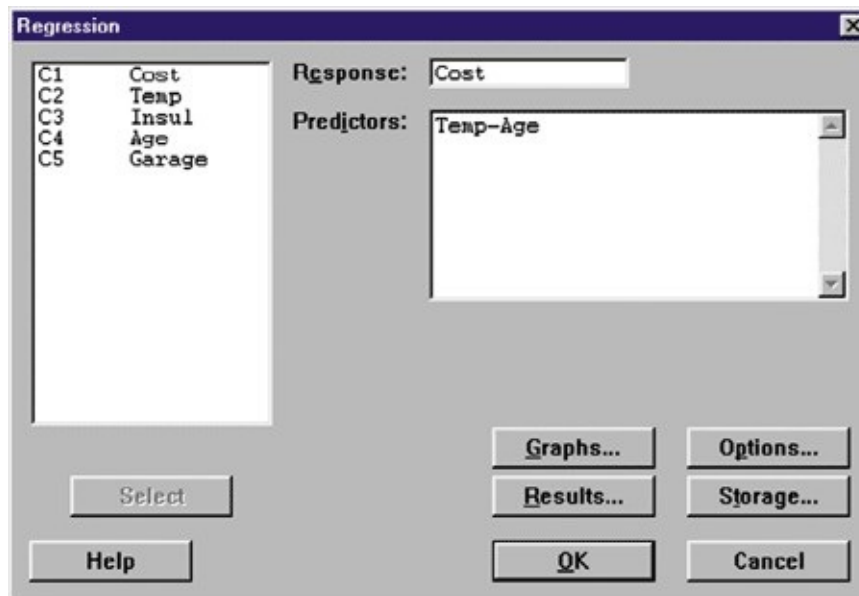 Regression
C1 Cost
C2 Temp
C3 Insul
C4 Age
C5 Garage
Response: Cost
Predictors: Temp-Age
Graphs... Options...
Select Results... Storage...
Help OK Cancel